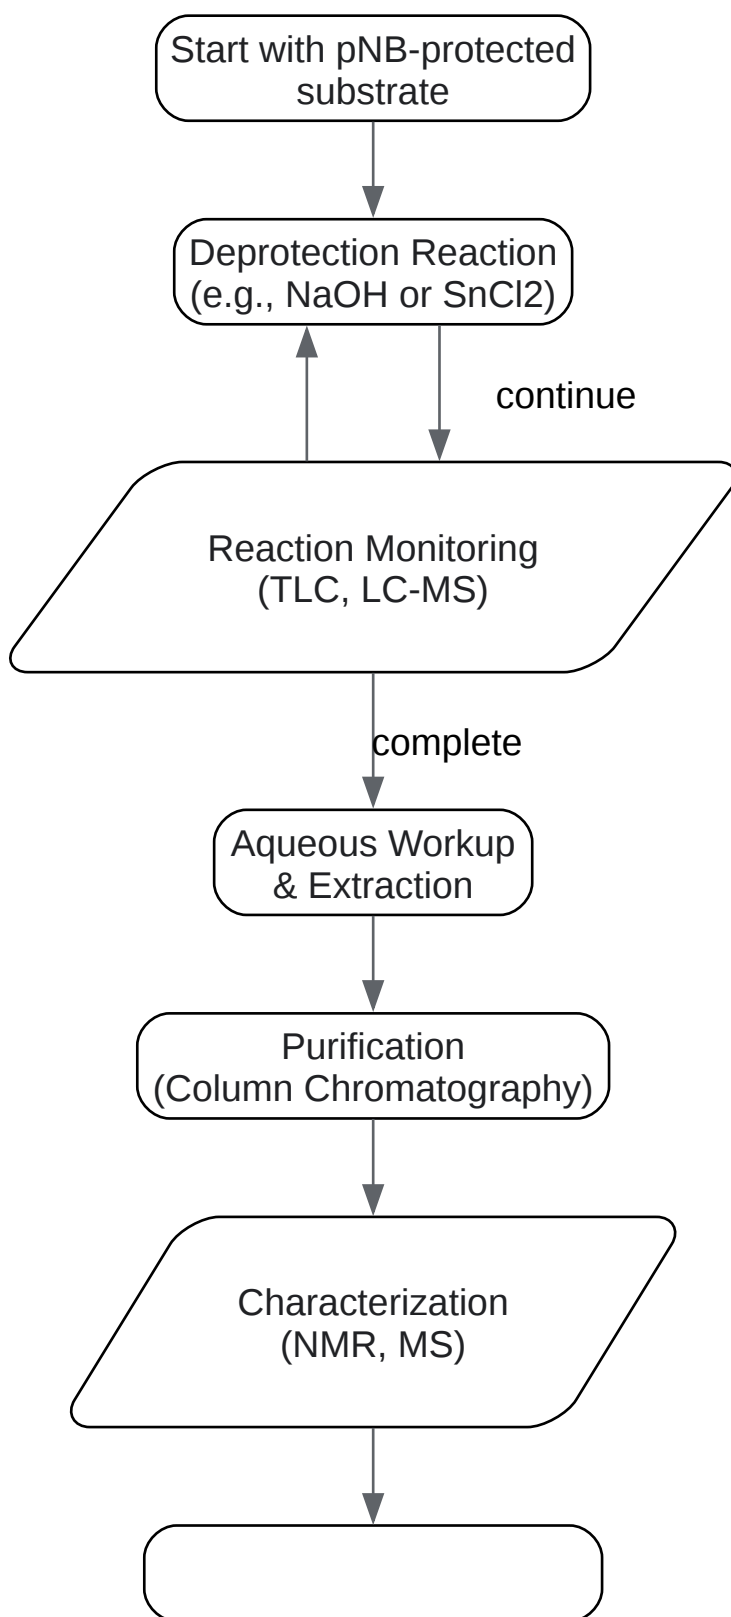 Start with pNB-protected
substrate
Deprotection Reaction
(e.g., NaOH or SnCl2)
continue
Reaction Monitoring
(TLC, LC-MS)
complete
Aqueous Workup
& Extraction
Purification
(Column Chromatography)
Characterization
(NMR, MS)